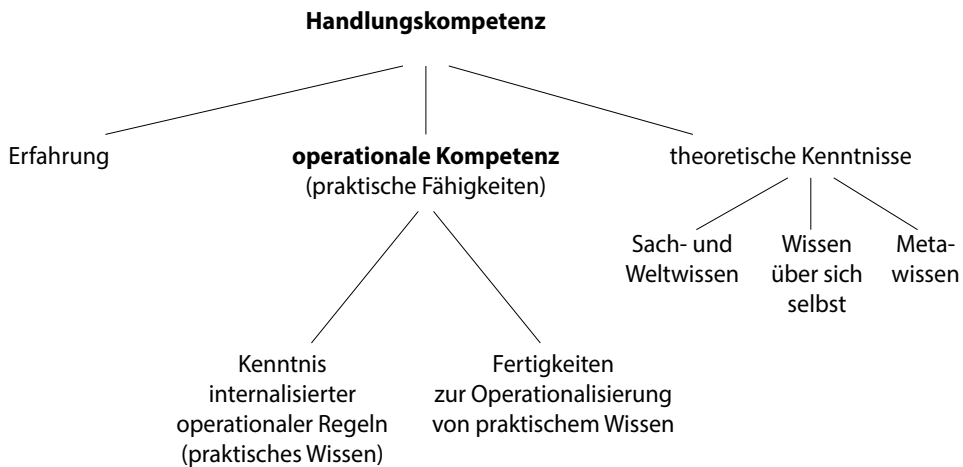 Handlungskompetenz
Erfahrung
operationale Kompetenz
(praktische Fähigkeiten)
theoretische Kenntnisse
Sach- und
Weltwissen
Wissen
über sich
selbst
Meta-
wissen
Kenntnis
internalisierter
operationaler Regeln
(praktisches Wissen)
Fertigkeiten
zur Operationalisierung
von praktischem Wissen